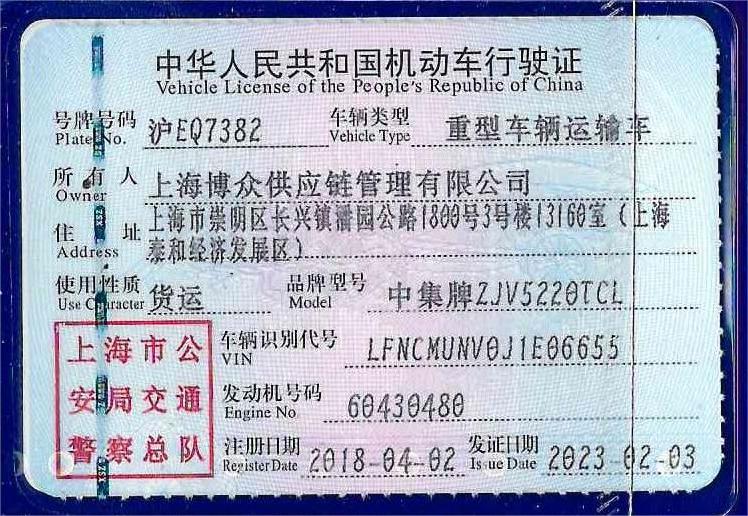 中华人民共和国机动车行驶证
Vehicle License of the People's Republic of China
号牌号码 沪EQ7382 车辆类型 重型车辆运输车
Plate No. Vehicle Type
所有人 上海博众供应链管理有限公司
Owner
住址 上海市崇明区长兴镇潘园公路1800号3号楼13160室（上海
Address 泰和经济发展区）
使用性质 货运 品牌型号 中集牌ZJV5220TCL
Use Character Model
上海市公 车辆识别代号 LFNCMUNV0J1E06655
VIN
安局交通 发动机号码 60430480
Engine No
警察总队 注册日期 2018-04-02 发证日期 2023-02-03
Register Date Issue Date